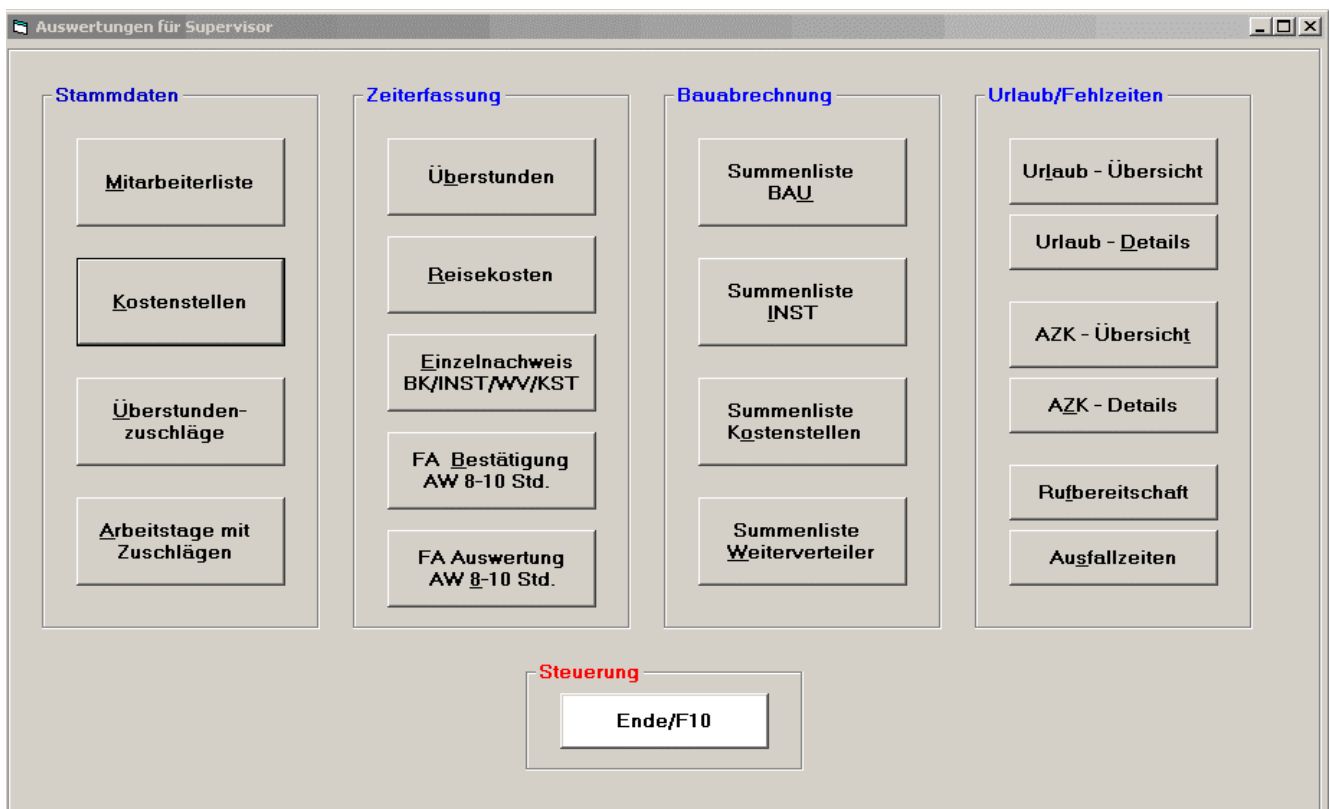 Auswertungen für Supervisor
Stammdaten
Mitarbeiterliste
Kostenstellen
Überstunden-
zuschläge
Arbeitstage mit
Zuschlägen
Zeiterfassung
Überstunden
Reisekosten
Einzelnachweis
BK/INST/WV/KST
FA Bestätigung
AW 8-10 Std.
FA Auswertung
AW 8-10 Std.
Bauabrechnung
Summenliste
BAU
Summenliste
INST
Summenliste
Kostenstellen
Summenliste
Weiterverteiler
Urlaub/Fehlzeiten
Urlaub - Übersicht
Urlaub - Details
AZK - Übersicht
AZK - Details
Rufbereitschaft
Ausfallzeiten
Steuerung
Ende/F10